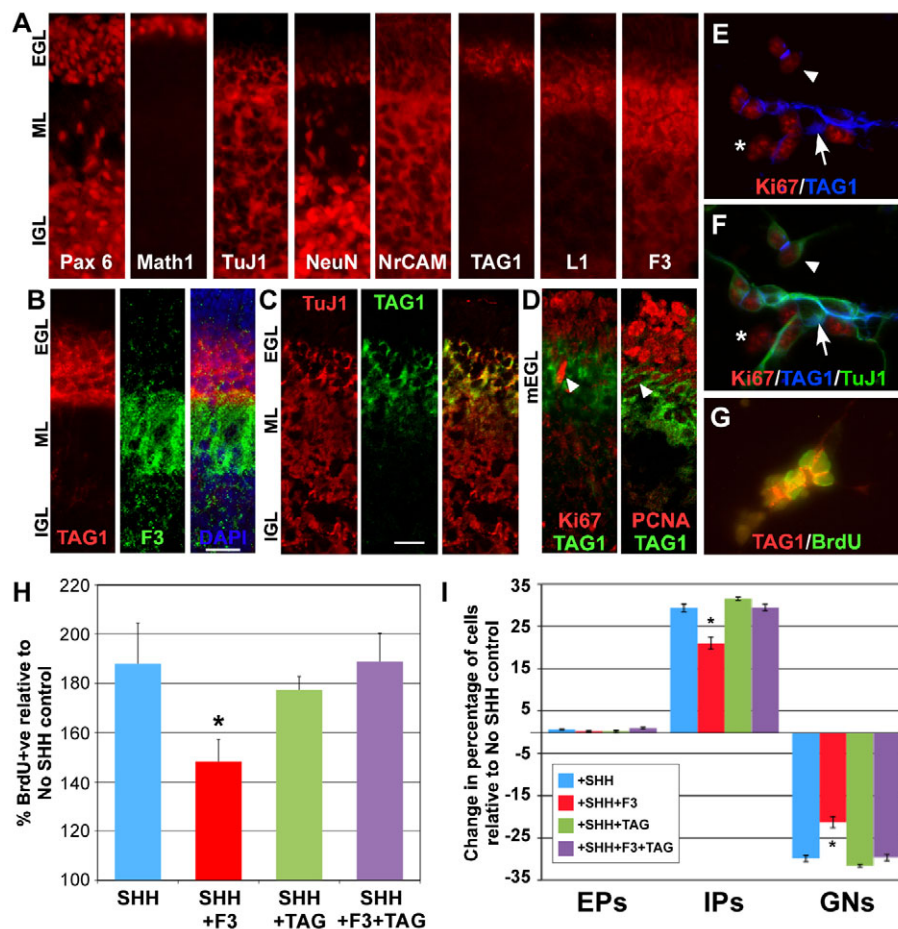 A
EGL
ML
IGL
Pax 6
Math1
TuJ1
NeuN
NrCAM
TAG1
L1
F3
E
*
Ki67/TAG1
F
*
Ki67/TAG1/TuJ1
G
TAG1/BrdU
B
EGL
ML
IGL
TAG1
F3
DAPI
C
EGL
ML
IGL
TuJ1
TAG1
D
mEGL
Ki67
TAG1
PCNA
TAG1
H
% BrdU+ve relative to
No SHH control
220
200
180
160
140
120
100
*
SHH
SHH
+F3
SHH
+TAG
SHH
+F3+TAG
I
Change in percentage of cells
relative to No SHH control
35
25
15
5
-5
-15
-25
-35
*
*
+SHH
+SHH+F3
+SHH+TAG
+SHH+F3+TAG
EPs
IPs
GNs